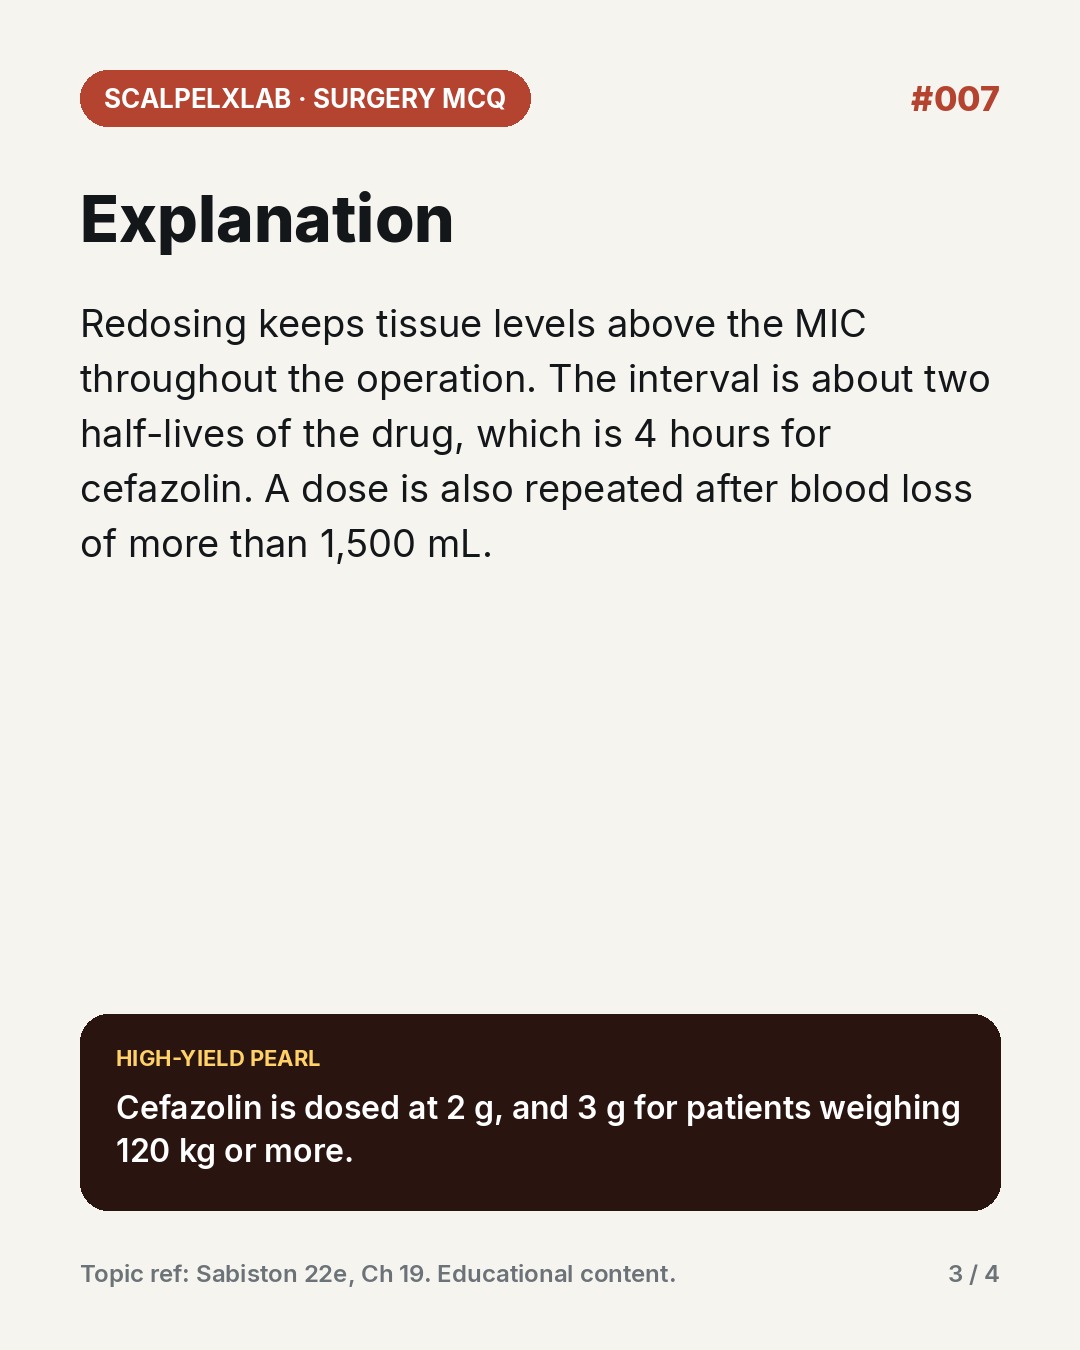 SCALPELXLAB · SURGERY MCQ
#007
Explanation
Redosing keeps tissue levels above the MIC
throughout the operation. The interval is about two
half-lives of the drug, which is 4 hours for
cefazolin. A dose is also repeated after blood loss
of more than 1,500 mL.
HIGH-YIELD PEARL
Cefazolin is dosed at 2 g, and 3 g for patients weighing
120 kg or more.
Topic ref: Sabiston 22e, Ch 19. Educational content.
3 / 4